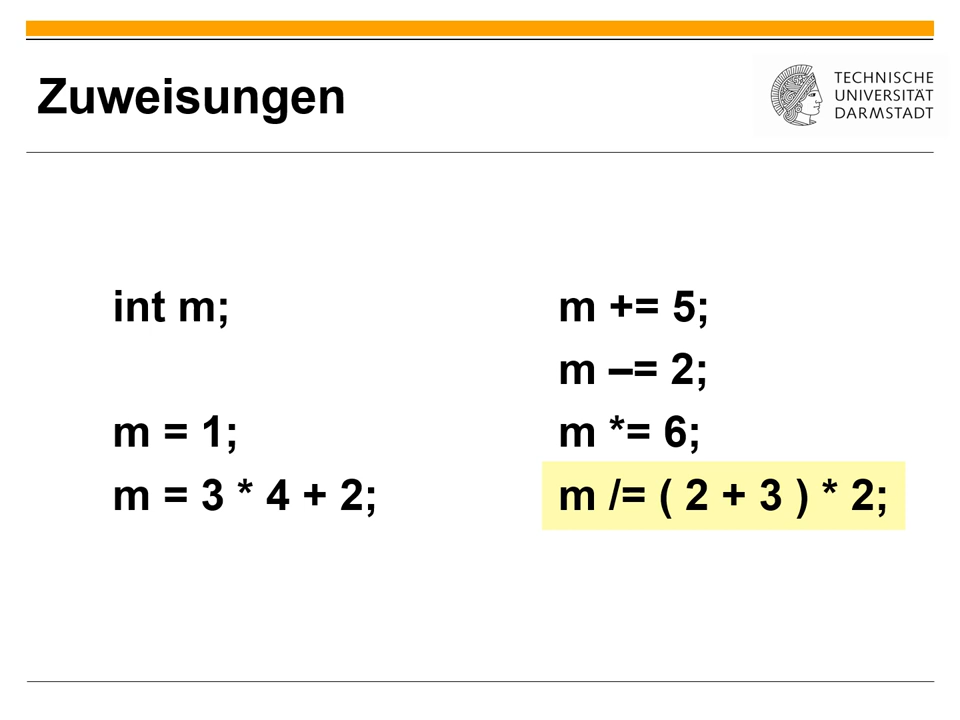 Zuweisungen
TECHNISCHE
UNIVERSITÄT
DARMSTADT
int m;
m = 1;
m = 3 * 4 + 2;
m += 5;
m –= 2;
m *= 6;
m /= ( 2 + 3 ) * 2;